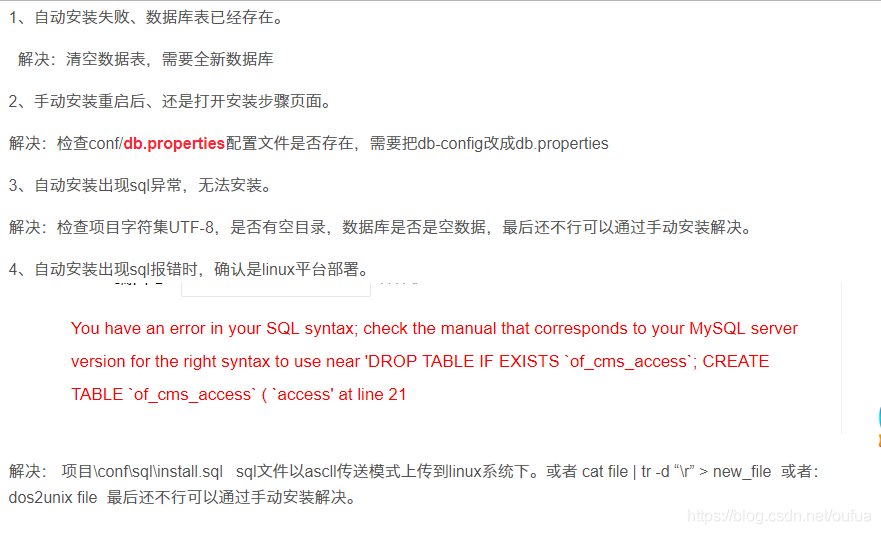 1、自动安装失败、数据库表已经存在。
解决：清空数据表，需要全新数据库
2、手动安装重启后、还是打开安装步骤页面。
解决：检查conf/db.properties配置文件是否存在，需要把db-config改成db.properties
3、自动安装出现sql异常，无法安装。
解决：检查项目字符集UTF-8，是否有空目录，数据库是否是空数据，最后还不行可以通过手动安装解决。
4、自动安装出现sql报错时，确认是linux平台部署。
You have an error in your SQL syntax; check the manual that corresponds to your MySQL server
version for the right syntax to use near 'DROP TABLE IF EXISTS `of_cms_access`; CREATE
TABLE `of_cms_access` ( `access' at line 21
解决： 项目\conf\sql\install.sql sql文件以ascll传送模式上传到linux系统下。或者 cat file | tr -d “\r” > new_file 或者：
dos2unix file 最后还不行可以通过手动安装解决。
https://blog.csdn.net/oufua